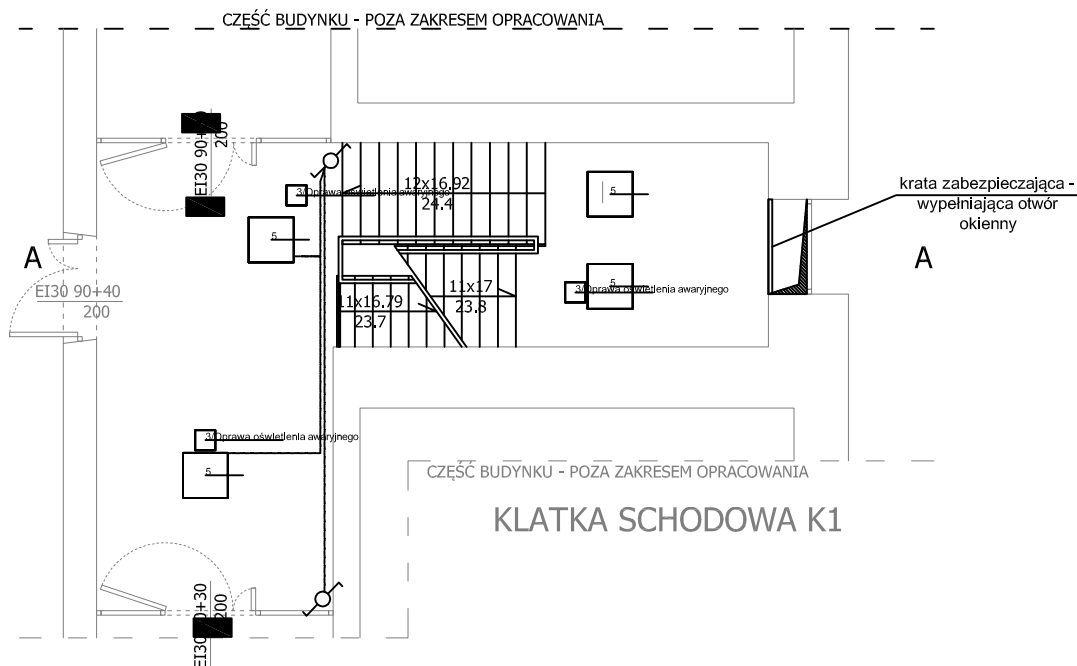 CZĘŚĆ BUDYNKU - POZA ZAKRESEM OPRACOWANIA
200
3/Oprawa oświetlenia awaryjnego
12x16.92
24.4
5
krata zabezpieczająca -
wypełniająca otwór
okienny
5
A
A
EI30 90+40
200
11x16.79
23.7
11x17
23.8
5
3/Oprawa oświetlenia awaryjnego
3/Oprawa oświetlenia awaryjnego
5
CZĘŚĆ BUDYNKU - POZA ZAKRESEM OPRACOWANIA
KLATKA SCHODOWA K1
EI30 90+30
200